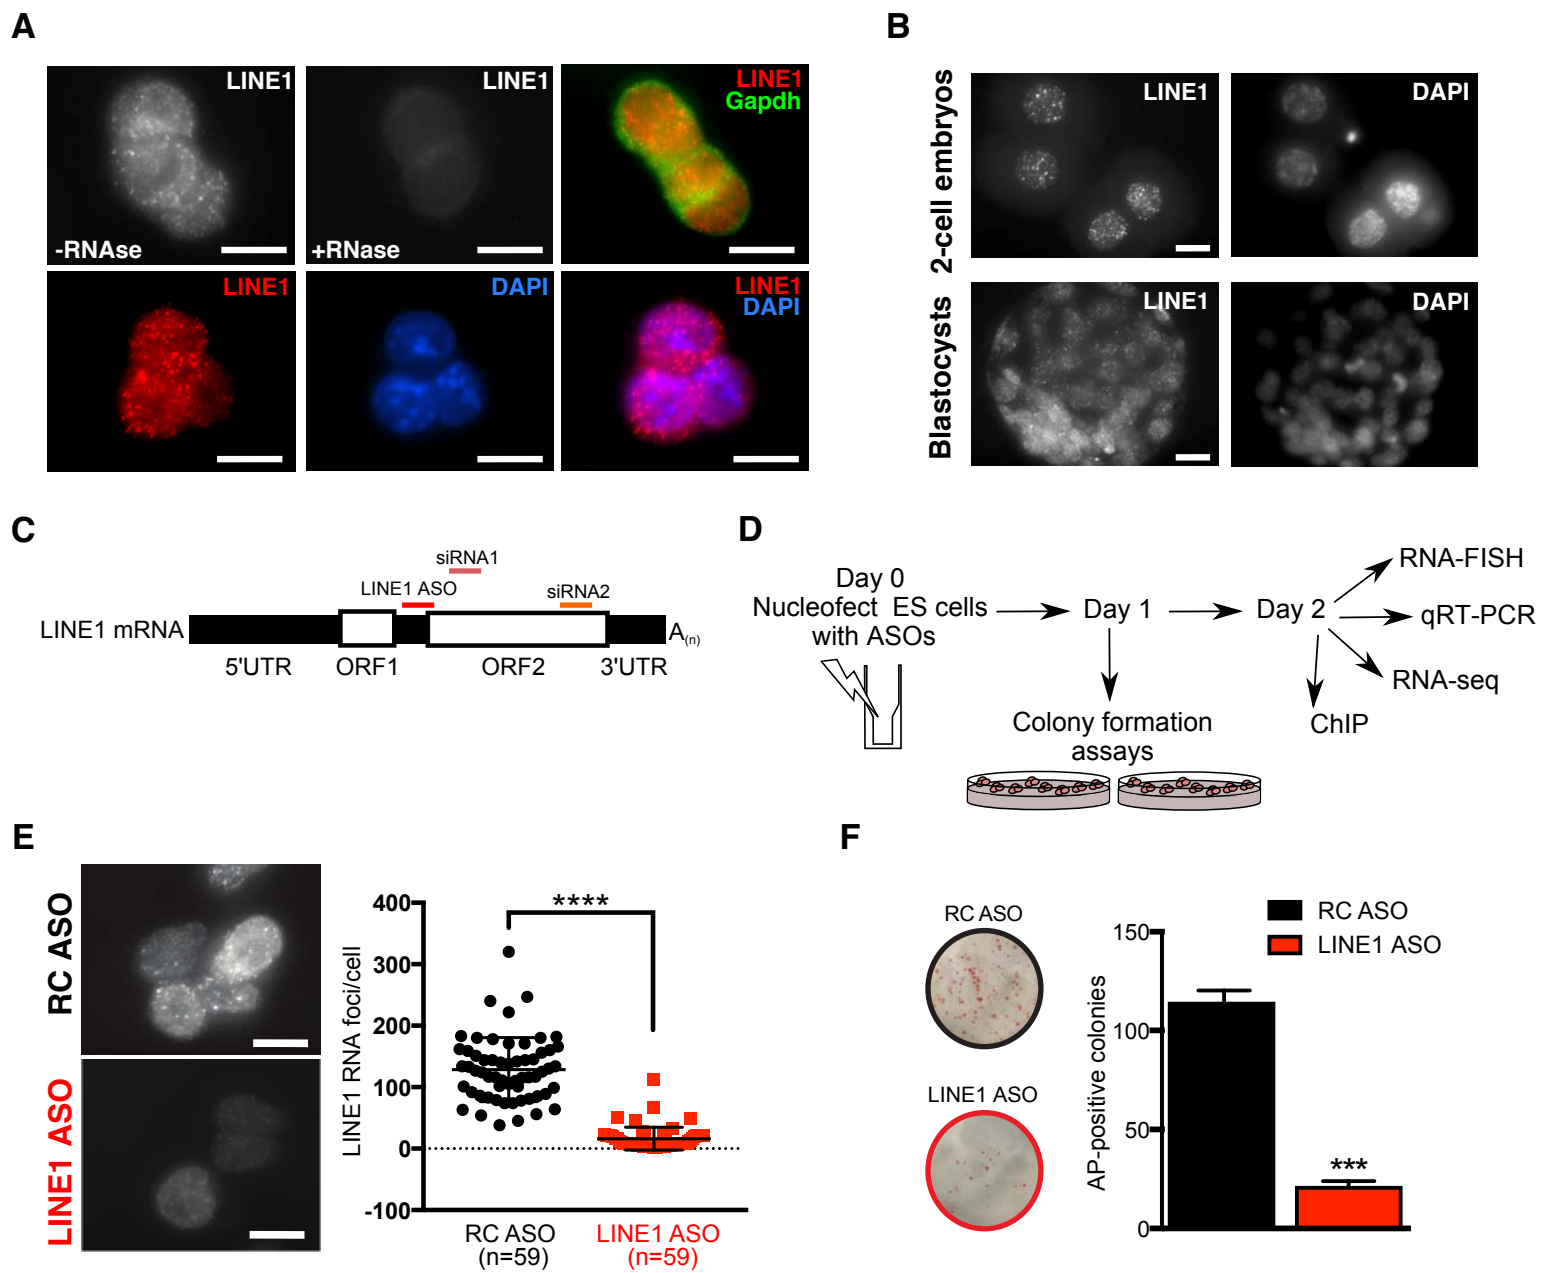 A
LINE1
-RNAse
LINE1
+RNase
LINE1
Gapdh
LINE1
DAPI
LINE1
DAPI
B
2-cell embryos
LINE1
DAPI
Blastocysts
LINE1
DAPI
C
siRNA1
LINE1 ASO
siRNA2
LINE1 mRNA
A(n)
5'UTR
ORF1
ORF2
3'UTR
D
Day 0
Nucleofect ES cells
with ASOs
Day 1
Day 2
RNA-FISH
qRT-PCR
RNA-seq
ChIP
Colony formation
assays
E
RC ASO
LINE1 ASO
LINE1 RNA foci/cell
400
300
200
100
0
-100
****
RC ASO
(n=59)
LINE1 ASO
(n=59)
F
RC ASO
LINE1 ASO
AP-positive colonies
150
100
50
0
***
RC ASO
LINE1 ASO